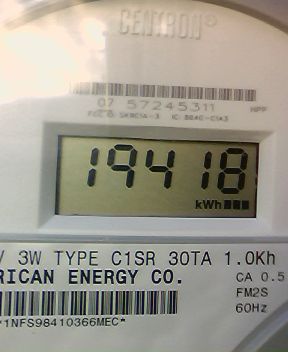 CENTRON®
07 57245311
19418
kWh
V 3W TYPE C1SR 30TA 1.0Kh
RICAN ENERGY CO.
CA 0.5
FM2S
60Hz
*1NFS98410366MEC*